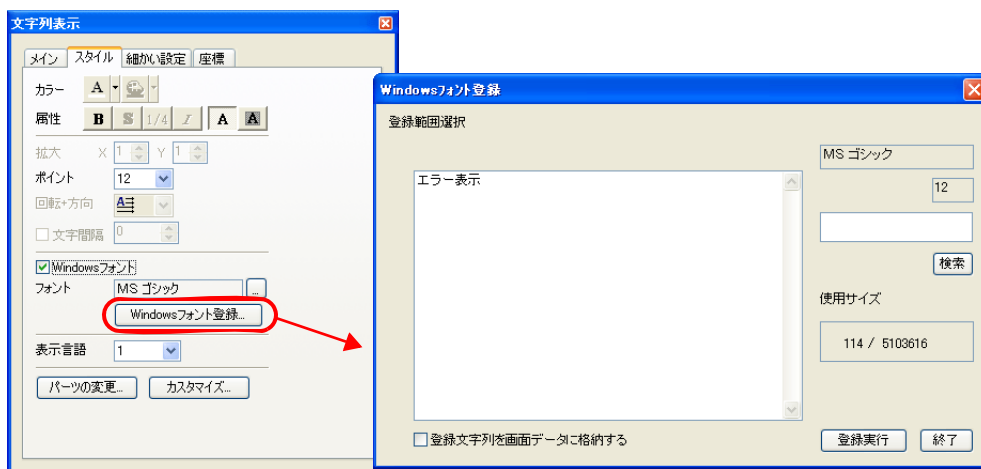 文字列表示
メイン スタイル 細かい設定 座標
カラー A
属性 B S 1/4 I A A
拡大 X 1 Y 1
ポイント 12
回転+方向 A
文字間隔 0
Windowsフォント
フォント MS ゴシック ...
Windowsフォント登録...
表示言語 1
パーツの変更... カスタマイズ...
Windowsフォント登録
登録範囲選択
エラー表示
MS ゴシック
12
検索
使用サイズ
114 / 5103616
登録文字列を画面データに格納する
登録実行 終了